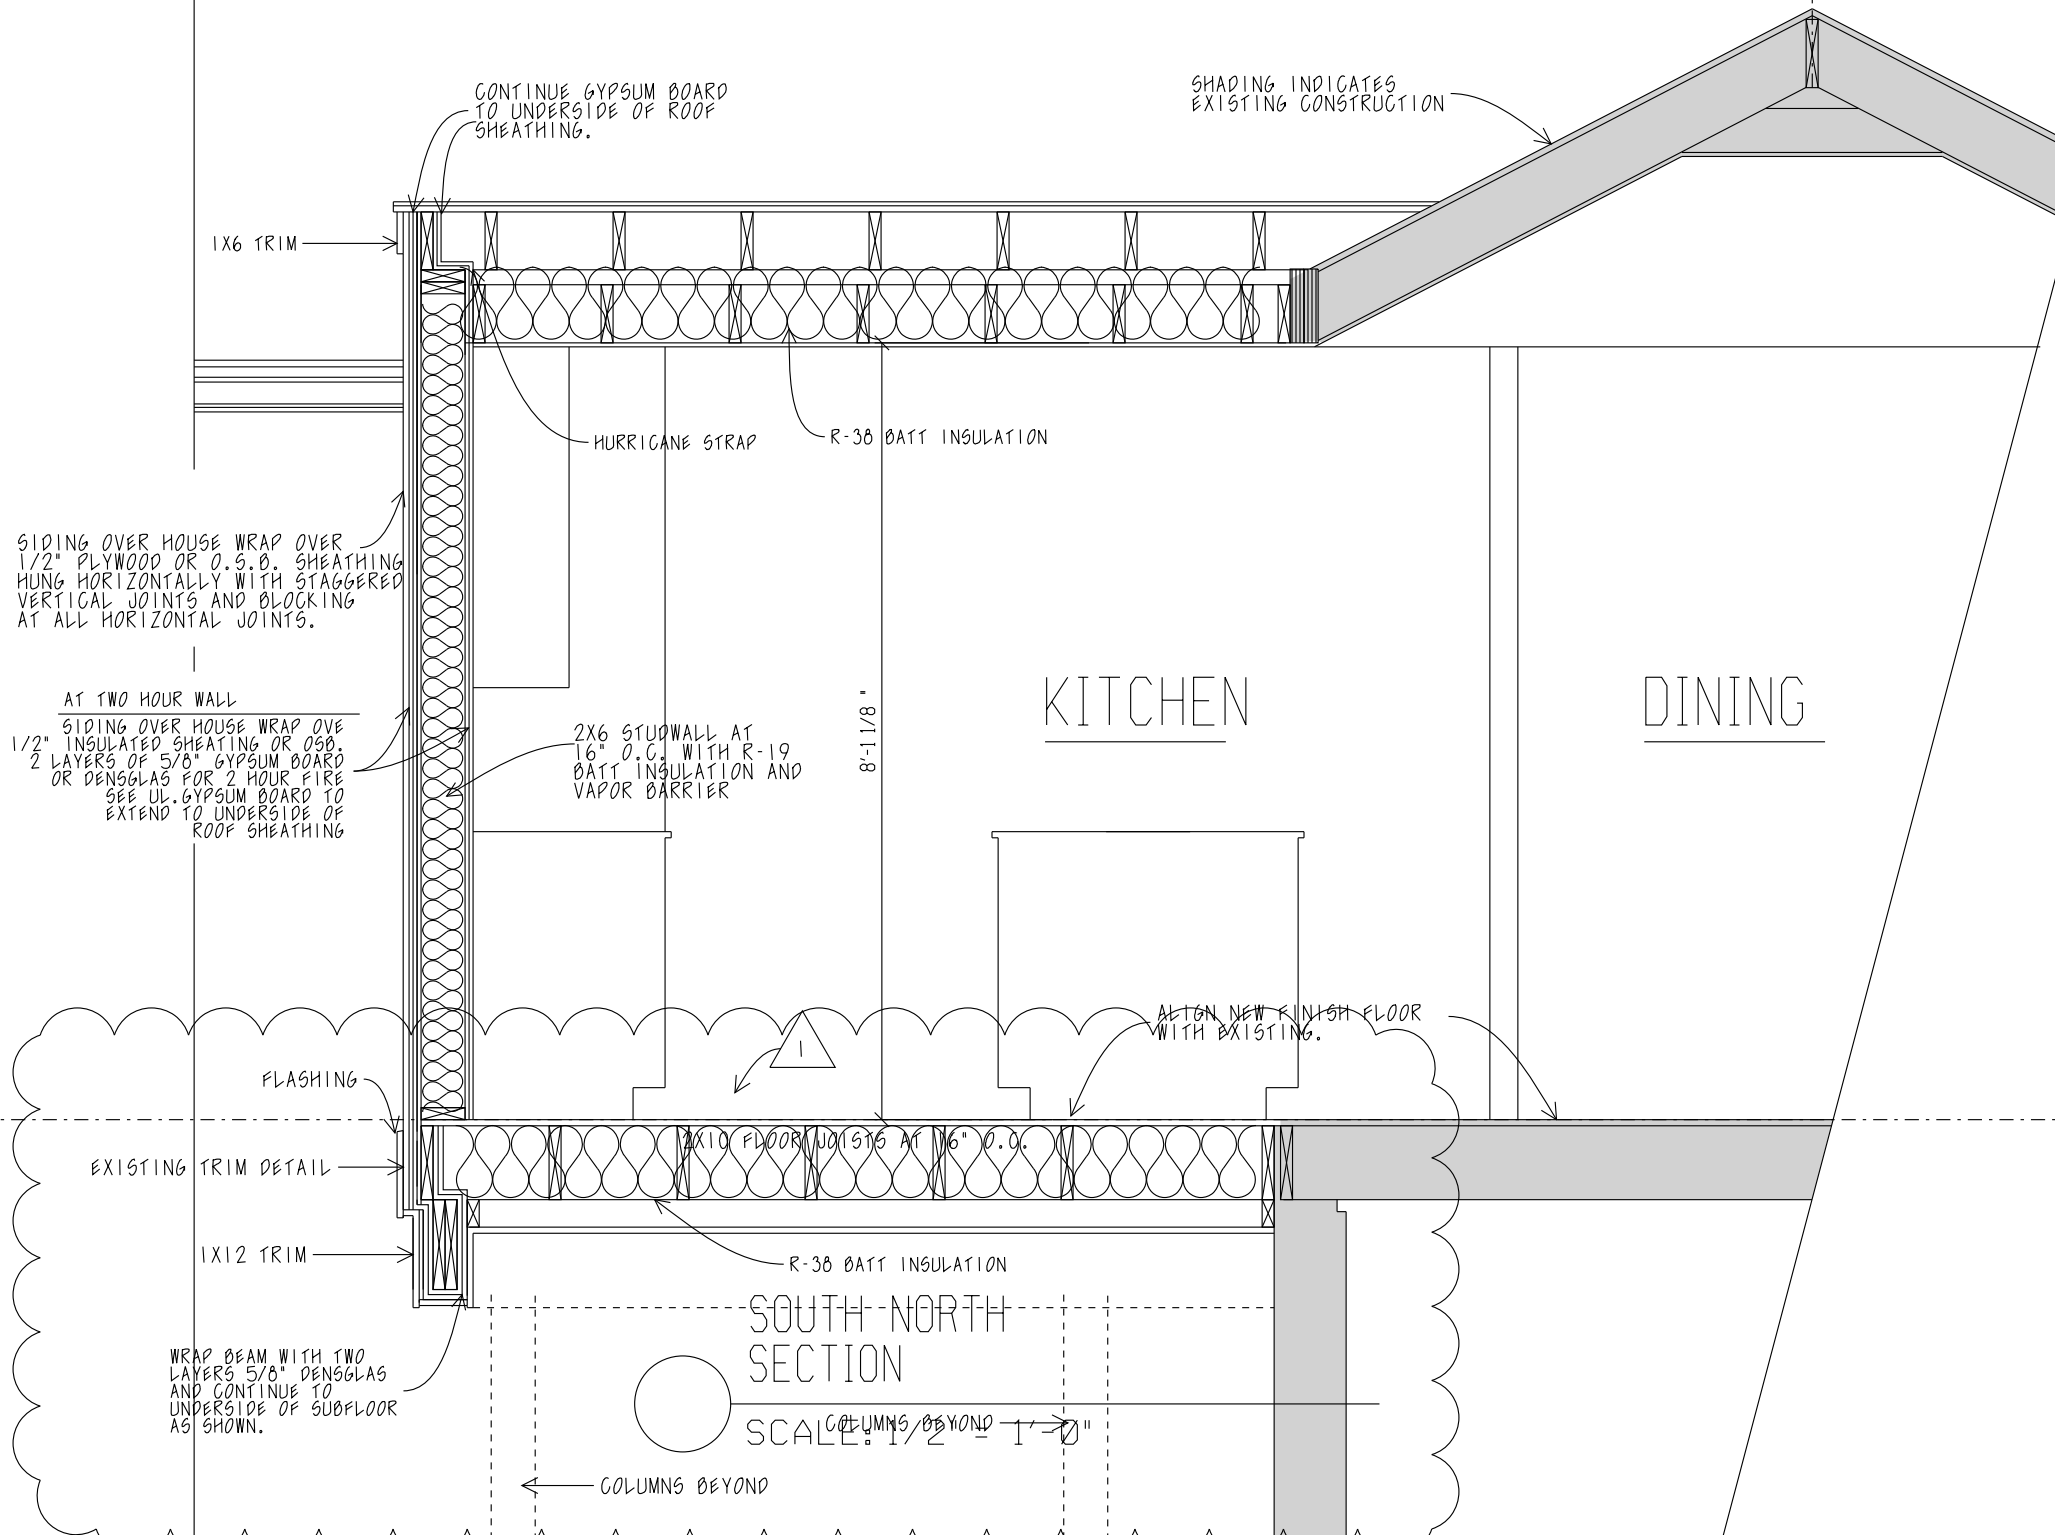 CONTINUE GYPSUM BOARD
TO UNDERSIDE OF ROOF
SHEATHING.
SHADING INDICATES
EXISTING CONSTRUCTION
1X6 TRIM
HURRICANE STRAP
R-38 BATT INSULATION
SIDING OVER HOUSE WRAP OVER
1/2" PLYWOOD OR O.S.B. SHEATHING
HUNG HORIZONTALLY WITH STAGGERED
VERTICAL JOINTS AND BLOCKING
AT ALL HORIZONTAL JOINTS.
AT TWO HOUR WALL
SIDING OVER HOUSE WRAP OVE
1/2" INSULATED SHEATING OR OSB.
2 LAYERS OF 5/8" GYPSUM BOARD
OR DENSGLAS FOR 2 HOUR FIRE
SEE UL.GYPSUM BOARD TO
EXTEND TO UNDERSIDE OF
ROOF SHEATHING
2X6 STUDWALL AT
16" O.C. WITH R-19
BATT INSULATION AND
VAPOR BARRIER
8'-11/8 "
KITCHEN
DINING
ALIGN NEW FINISH FLOOR
WITH EXISTING.
1
FLASHING
2X10 FLOOR JOISTS AT 16" O.C.
EXISTING TRIM DETAIL
1X12 TRIM
R-38 BATT INSULATION
WRAP BEAM WITH TWO
LAYERS 5/8" DENSGLAS
AND CONTINUE TO
UNDERSIDE OF SUBFLOOR
AS SHOWN.
SOUTH NORTH
SECTION
COLUMNS BEYOND
SCALE: 1/2" = 1'-0"
COLUMNS BEYOND